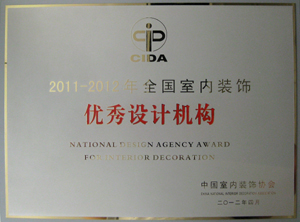 CIDA
2011-2012年全国室内装饰
优秀设计机构
NATIONAL DESIGN AGENCY AWARD
FOR INTERIOR DECORATION
中国室内装饰协会
二〇一二年四月